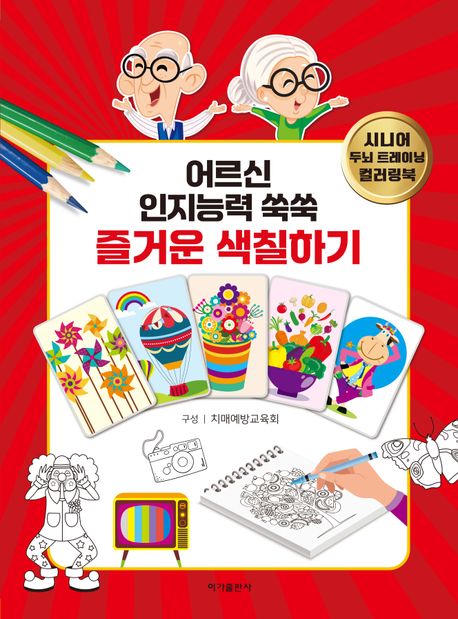 시니어
두뇌 트레이닝
컬러링북
어르신
인지능력 쑥쑥
즐거운 색칠하기
구성 | 치매예방교육회
이가출판사